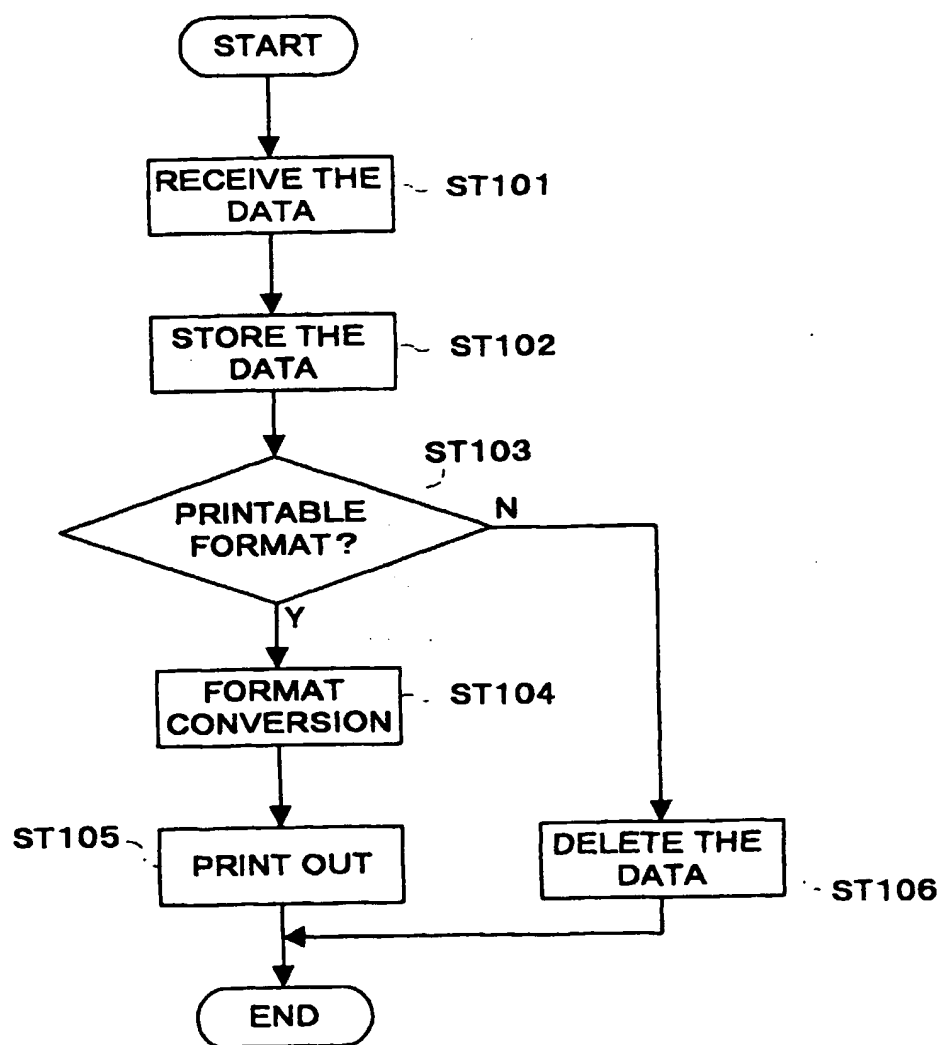 START
RECEIVE THE
DATA
ST101
STORE THE
DATA
ST102
ST103
PRINTABLE
FORMAT?
N
Y
FORMAT
CONVERSION
ST104
ST105
PRINT OUT
DELETE THE
DATA
ST106
END